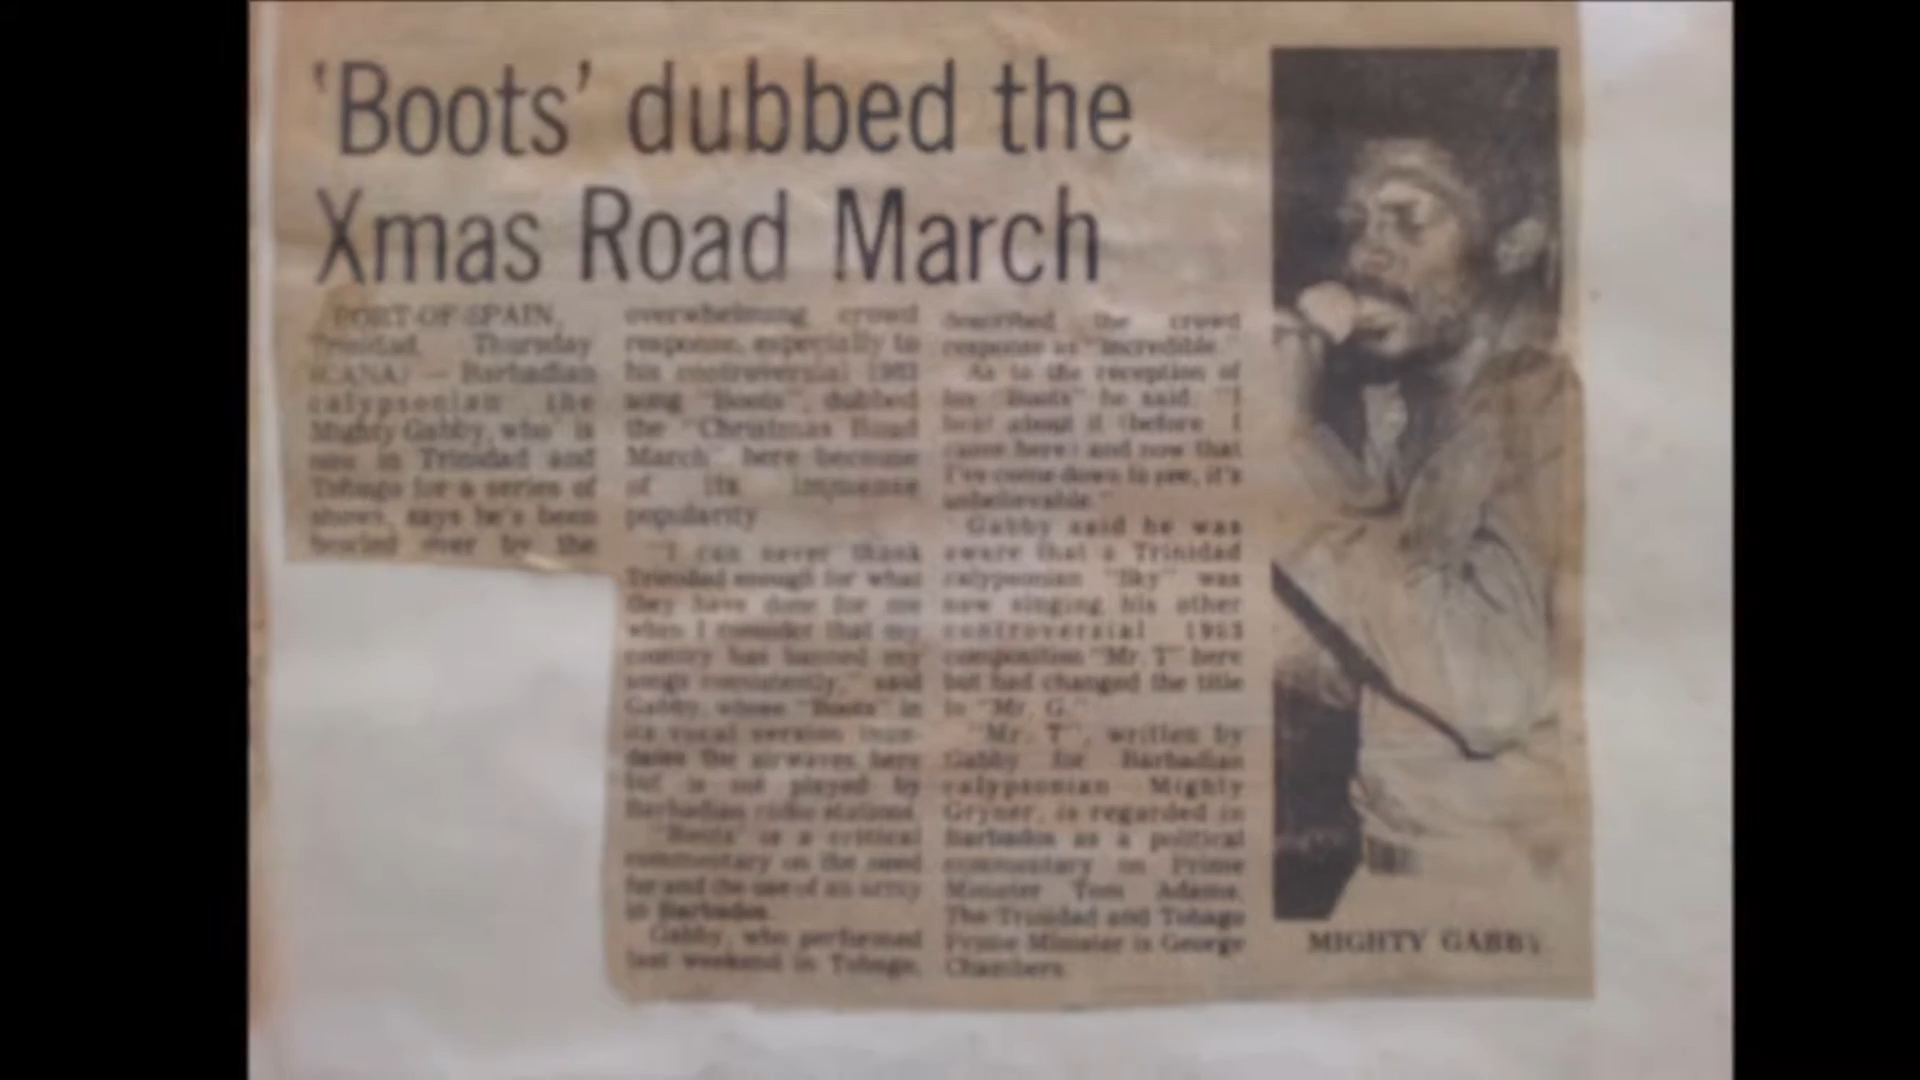 'Boots' dubbed the
Xmas Road March
PORT-OF-SPAIN,
Trinidad, Thursday
(CANA) — Barbadian
calypsonian the
Mighty Gabby, who is
now in Trinidad and
Tobago for a series of
shows, says he's been
bowled over by the
overwhelming crowd
response, especially to
his controversial 1983
song "Boots", dubbed
the "Christmas Road
March" here because
of its immense
popularity
"I can never thank
Trinidad enough for what
they have done for me
when I consider that my
country has banned my
songs consistently," said
Gabby, whose "Boots" in
its vocal version inun-
dates the airwaves here
but is not played by
Barbadian radio stations.
"Boots" is a critical
commentary on the need
for and the use of an army
in Barbados.
Gabby, who performed
last weekend in Tobago,
described the crowd
response as "incredible."
As to the reception of
his "Boots" he said: "I
hear about it (before I
came here) and now that
I've come down to see, it's
unbelievable."
Gabby said he was
aware that a Trinidad
calypsonian "Sky" was
now singing his other
controversial 1983
composition "Mr. T" here
but had changed the title
to "Mr. G."
"Mr. T", written by
Gabby for Barbadian
calypsonian Mighty
Gryner, is regarded in
Barbados as a political
commentary on Prime
Minister Tom Adams.
The Trinidad and Tobago
Prime Minister is George
Chambers.
MIGHTY GABBY